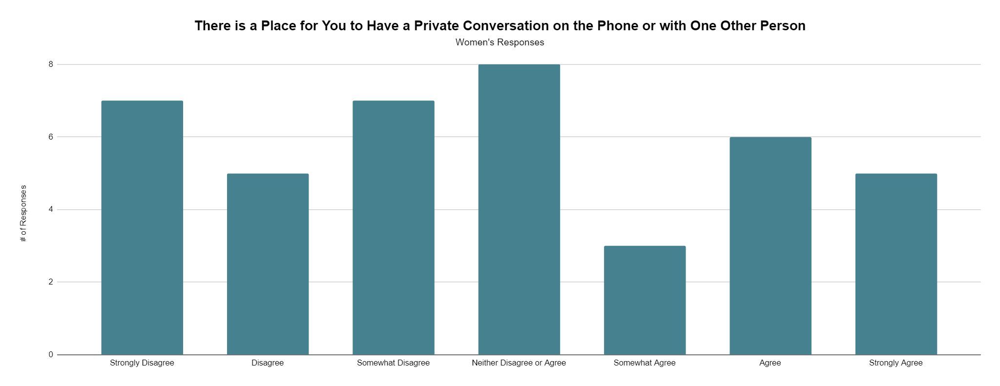 There is a Place for You to Have a Private Conversation on the Phone or with One Other Person
Women's Responses
# of Responses
8
6
4
2
0
Strongly Disagree
Disagree
Somewhat Disagree
Neither Disagree or Agree
Somewhat Agree
Agree
Strongly Agree